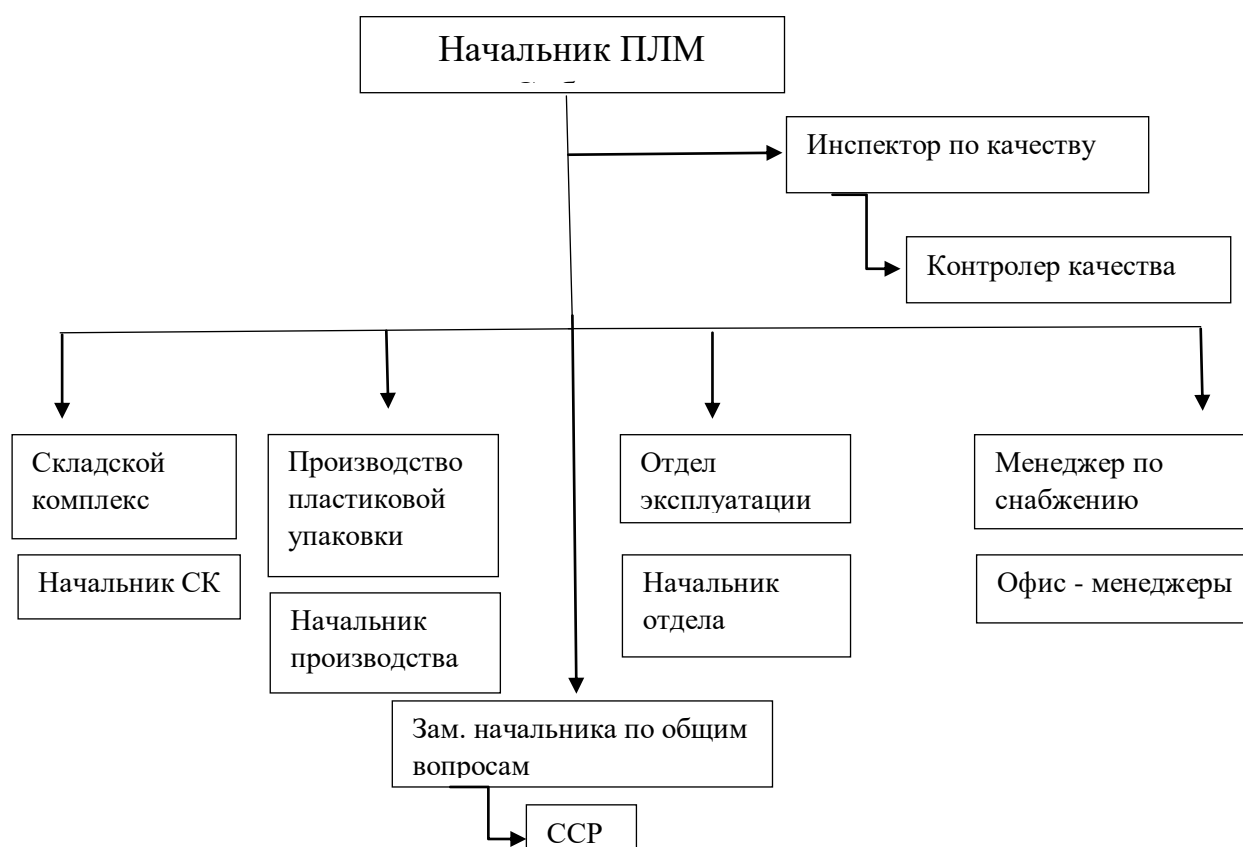 Начальник ПЛМ
Инспектор по качеству
Контролер качества
Складской
комплекс
Начальник СК
Производство
пластиковой
упаковки
Начальник
производства
Отдел
эксплуатации
Начальник
отдела
Менеджер по
снабжению
Офис - менеджеры
Зам. начальника по общим
вопросам
ССР